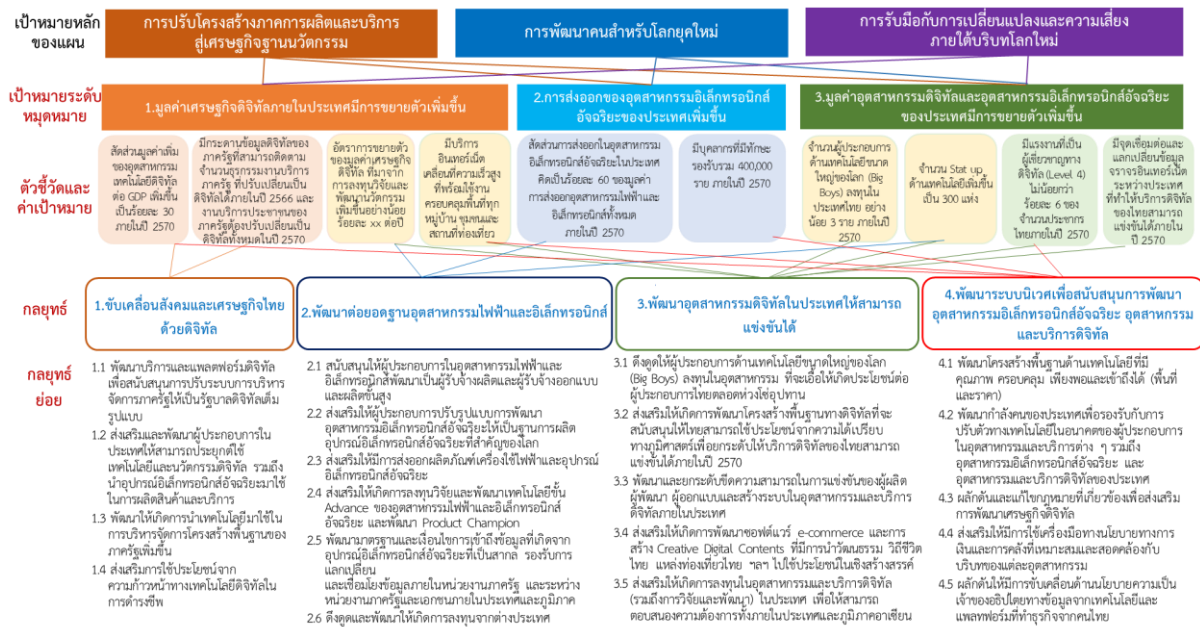 เป้าหมายหลัก
ของแผน
การปรับโครงสร้างภาคการผลิตและบริการ
สู่เศรษฐกิจฐานนวัตกรรม
การพัฒนาคนสำหรับโลกยุคใหม่
การรับมือกับการเปลี่ยนแปลงและความเสี่ยง
ภายใต้บริบทโลกใหม่
เป้าหมายระดับ
หมุดหมาย
1.มูลค่าเศรษฐกิจดิจิทัลภายในประเทศมีการขยายตัวเพิ่มขึ้น
2.การส่งออกของอุตสาหกรรมอิเล็กทรอนิกส์
อัจฉริยะของประเทศเพิ่มขึ้น
3.มูลค่าอุตสาหกรรมดิจิทัลและอุตสาหกรรมอิเล็กทรอนิกส์อัจฉริยะ
ของประเทศมีการขยายตัวเพิ่มขึ้น
ตัวชี้วัดและ
ค่าเป้าหมาย
สัดส่วนมูลค่าเพิ่ม
ของอุตสาหกรรม
เทคโนโลยีดิจิทัล
ต่อ GDP เพิ่มขึ้น
เป็นร้อยละ 30
ภายในปี 2570
มีกระดานข้อมูลดิจิทัลของ
ภาครัฐที่สามารถติดตาม
จำนวนธุรกรรมงานบริการ
ภาครัฐ ที่ปรับเปลี่ยนเป็น
ดิจิทัลได้ภายในปี 2566 และ
งานบริการประชาชนของ
ภาครัฐต้องปรับเปลี่ยนเป็น
ดิจิทัลทั้งหมดในปี 2570
อัตราการขยายตัว
ของมูลค่าเศรษฐกิจ
ดิจิทัล ที่มาจาก
การลงทุนวิจัยและ
พัฒนานวัตกรรม
เพิ่มขึ้นอย่างน้อย
ร้อยละ xx ต่อปี
มีบริการ
อินเทอร์เน็ต
เคลื่อนที่ความเร็วสูง
ที่พร้อมใช้งาน
ครอบคลุมพื้นที่ทุก
หมู่บ้าน ชุมชนและ
สถานที่ท่องเที่ยว
สัดส่วนการส่งออกในอุตสาหกรรม
อิเล็กทรอนิกส์อัจฉริยะในประเทศ
คิดเป็นร้อยละ 60 ของมูลค่า
การส่งออกอุตสาหกรรมไฟฟ้าและ
อิเล็กทรอนิกส์ทั้งหมด
ภายในปี 2570
มีบุคลากรที่มีทักษะ
รองรับรวม 400,000
ราย ภายในปี 2570
จำนวนผู้ประกอบการ
ด้านเทคโนโลยีขนาด
ใหญ่ของโลก (Big
Boys) ลงทุนใน
ประเทศไทย อย่าง
น้อย 3 ราย ภายในปี
2570
จำนวน Stat up
ด้านเทคโนโลยีเพิ่มขึ้น
เป็น 300 แห่ง
มีแรงงานที่เป็น
ผู้เชี่ยวชาญทาง
ดิจิทัล (Level 4)
ไม่น้อยกว่า
ร้อยละ 6 ของ
จำนวนประชากร
ไทยภายในปี 2570
มีจุดเชื่อมต่อและ
แลกเปลี่ยนข้อมูล
จราจรอินเทอร์เน็ต
ระหว่างประเทศ
ที่ทำให้บริการดิจิทัล
ของไทยสามารถ
แข่งขันได้ภายใน
ปี 2570
กลยุทธ์
1.ขับเคลื่อนสังคมและเศรษฐกิจไทย
ด้วยดิจิทัล
2.พัฒนาต่อยอดฐานอุตสาหกรรมไฟฟ้าและอิเล็กทรอนิกส์
3.พัฒนาอุตสาหกรรมดิจิทัลในประเทศให้สามารถ
แข่งขันได้
4.พัฒนาระบบนิเวศเพื่อสนับสนุนการพัฒนา
อุตสาหกรรมอิเล็กทรอนิกส์อัจฉริยะ อุตสาหกรรม
และบริการดิจิทัล
กลยุทธ์
ย่อย
1.1 พัฒนาบริการและแพลตฟอร์มดิจิทัล
เพื่อสนับสนุนการปรับระบบการบริหาร
จัดการภาครัฐให้เป็นรัฐบาลดิจิทัลเต็ม
รูปแบบ
1.2 ส่งเสริมและพัฒนาผู้ประกอบการใน
ประเทศให้สามารถประยุกต์ใช้
เทคโนโลยีและนวัตกรรมดิจิทัล รวมถึง
นำอุปกรณ์อิเล็กทรอนิกส์อัจฉริยะมาใช้
ในการผลิตสินค้าและบริการ
1.3 พัฒนาให้เกิดการนำเทคโนโลยีมาใช้ใน
การบริหารจัดการโครงสร้างพื้นฐานของ
ภาครัฐเพิ่มขึ้น
1.4 ส่งเสริมการใช้ประโยชน์จาก
ความก้าวหน้าทางเทคโนโลยีดิจิทัลใน
การดำรงชีพ
2.1 สนับสนุนให้ผู้ประกอบการในอุตสาหกรรมไฟฟ้าและ
อิเล็กทรอนิกส์พัฒนาเป็นผู้รับจ้างผลิตและผู้รับจ้างออกแบบ
และผลิตขั้นสูง
2.2 ส่งเสริมให้ผู้ประกอบการปรับรูปแบบการพัฒนา
อุตสาหกรรมอิเล็กทรอนิกส์อัจฉริยะให้เป็นฐานการผลิต
อุปกรณ์อิเล็กทรอนิกส์อัจฉริยะที่สำคัญของโลก
2.3 ส่งเสริมให้มีการส่งออกผลิตภัณฑ์เครื่องใช้ไฟฟ้าและอุปกรณ์
อิเล็กทรอนิกส์อัจฉริยะ
2.4 ส่งเสริมให้เกิดการลงทุนวิจัยและพัฒนาเทคโนโลยีขั้น
Advance ของอุตสาหกรรมไฟฟ้าและอิเล็กทรอนิกส์
อัจฉริยะ และพัฒนา Product Champion
2.5 พัฒนามาตรฐานและเงื่อนไขการเข้าถึงข้อมูลที่เกิดจาก
อุปกรณ์อิเล็กทรอนิกส์อัจฉริยะที่เป็นสากล รองรับการ
แลกเปลี่ยน
และเชื่อมโยงข้อมูลภายในหน่วยงานภาครัฐ และระหว่าง
หน่วยงานภาครัฐและเอกชนภายในประเทศและภูมิภาค
2.6 ดึงดูดและพัฒนาให้เกิดการลงทุนจากต่างประเทศ
3.1 ดึงดูดให้ผู้ประกอบการด้านเทคโนโลยีขนาดใหญ่ของโลก
(Big Boys) ลงทุนในอุตสาหกรรม ที่จะเอื้อให้เกิดประโยชน์ต่อ
ผู้ประกอบการไทยตลอดห่วงโซ่อุปทาน
3.2 ส่งเสริมให้เกิดการพัฒนาโครงสร้างพื้นฐานทางดิจิทัลที่จะ
สนับสนุนให้ไทยสามารถใช้ประโยชน์จากความได้เปรียบ
ทางภูมิศาสตร์เพื่อยกระดับให้บริการดิจิทัลของไทยสามารถ
แข่งขันได้ภายในปี 2570
3.3 พัฒนาและยกระดับขีดความสามารถในการแข่งขันของผู้ผลิต
ผู้พัฒนา ผู้ออกแบบและสร้างระบบในอุตสาหกรรมและบริการ
ดิจิทัลภายในประเทศ
3.4 ส่งเสริมให้เกิดการพัฒนาซอฟต์แวร์ e-commerce และการ
สร้าง Creative Digital Contents ที่มีการนำวัฒนธรรม วิถีชีวิต
ไทย แหล่งท่องเที่ยวไทย ฯลฯ ไปใช้ประโยชน์ในเชิงสร้างสรรค์
3.5 ส่งเสริมให้เกิดการลงทุนในอุตสาหกรรมและบริการดิจิทัล
(รวมถึงการวิจัยและพัฒนา) ในประเทศ เพื่อให้สามารถ
ตอบสนองความต้องการทั้งภายในประเทศและภูมิภาคอาเซียน
4.1 พัฒนาโครงสร้างพื้นฐานด้านเทคโนโลยีที่มี
คุณภาพ ครอบคลุม เพียงพอและเข้าถึงได้ (พื้นที่
และราคา)
4.2 พัฒนากำลังคนของประเทศเพื่อรองรับกับการ
ปรับตัวทางเทคโนโลยีในอนาคตของผู้ประกอบการ
ในอุตสาหกรรมและบริการต่าง ๆ รวมถึง
อุตสาหกรรมอิเล็กทรอนิกส์อัจฉริยะ และ
อุตสาหกรรมและบริการดิจิทัลของประเทศ
4.3 ผลักดันและแก้ไขกฎหมายที่เกี่ยวข้องเพื่อส่งเสริม
การพัฒนาเศรษฐกิจดิจิทัล
4.4 ส่งเสริมให้มีการใช้เครื่องมือทางนโยบายทางการ
เงินและการคลังที่เหมาะสมและสอดคล้องกับ
บริบทของแต่ละอุตสาหกรรม
4.5 ผลักดันให้มีการขับเคลื่อนด้านนโยบายความเป็น
เจ้าของอธิปไตยทางข้อมูลจากเทคโนโลยีและ
แพลทฟอร์มที่ทำธุรกิจจากคนไทย